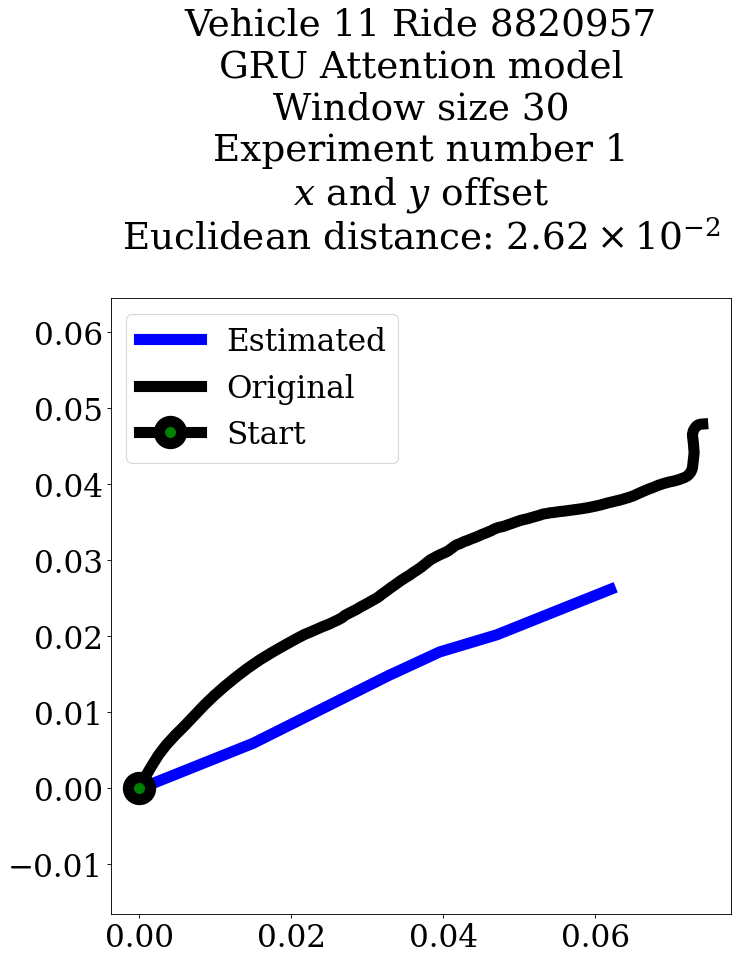 Vehicle 11 Ride 8820957
GRU Attention model
Window size 30
Experiment number 1
x and y offset
Euclidean distance: 2.62 × 10⁻²
Estimated
Original
Start
0.06
0.05
0.04
0.03
0.02
0.01
0.00
−0.01
0.00 0.02 0.04 0.06